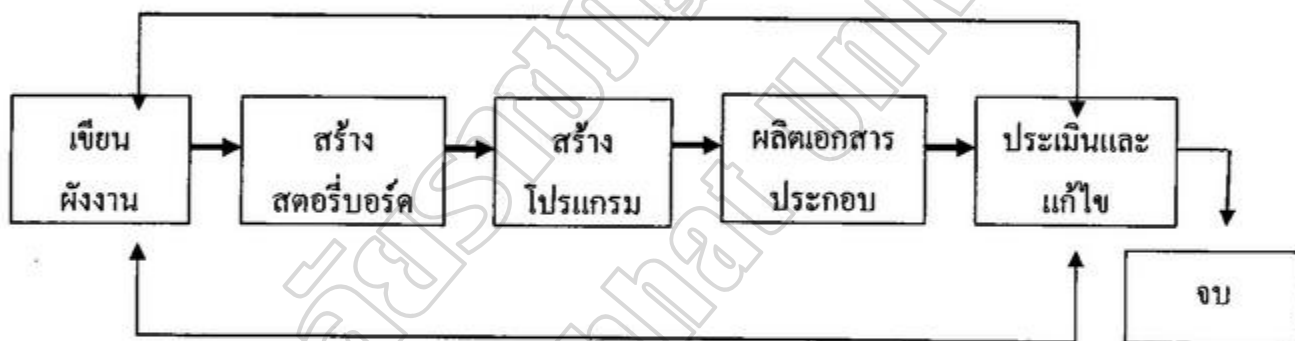 เขียน
ผังงาน
สร้าง
สตอรี่บอร์ด
สร้าง
โปรแกรม
ผลิตเอกสาร
ประกอบ
ประเมินและ
แก้ไข
จบ